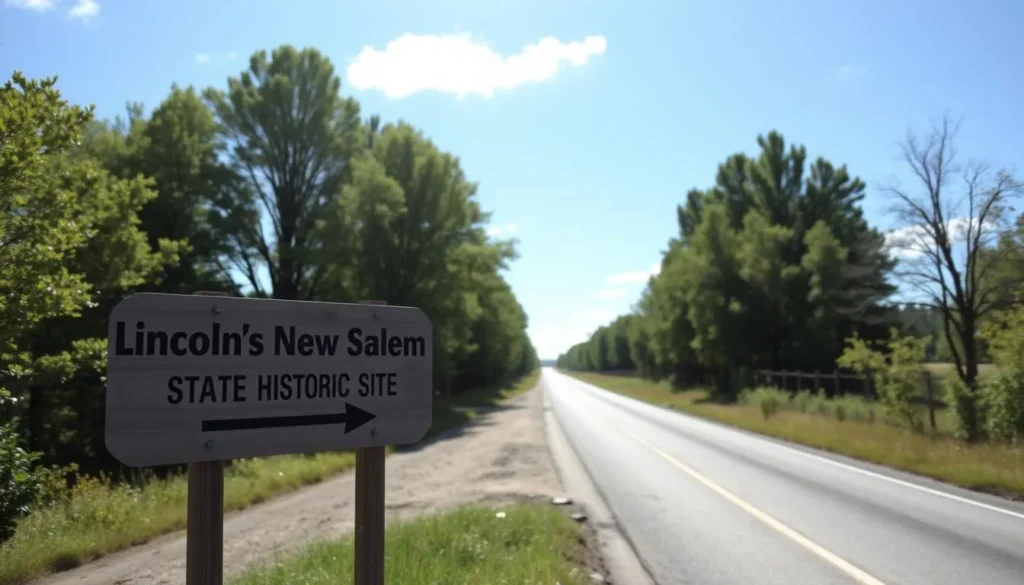 Lincoln's New Salem
STATE HISTORIC SITE